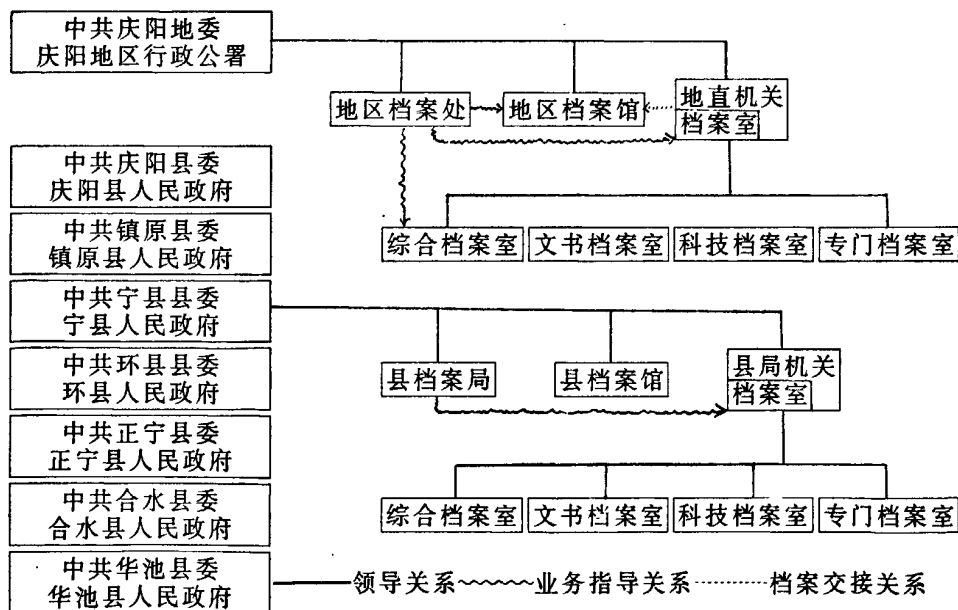 中共庆阳地委
庆阳地区行政公署
地区档案处
地区档案馆
地直机关
档案室
中共庆阳县委
庆阳县人民政府
中共镇原县委
镇原县人民政府
综合档案室
文书档案室
科技档案室
专门档案室
中共宁县县委
宁县人民政府
中共环县县委
环县人民政府
县档案局
县档案馆
县局机关
档案室
中共正宁县委
正宁县人民政府
中共合水县委
合水县人民政府
综合档案室
文书档案室
科技档案室
专门档案室
中共华池县委
华池县人民政府
领导关系
业务指导关系
档案交接关系